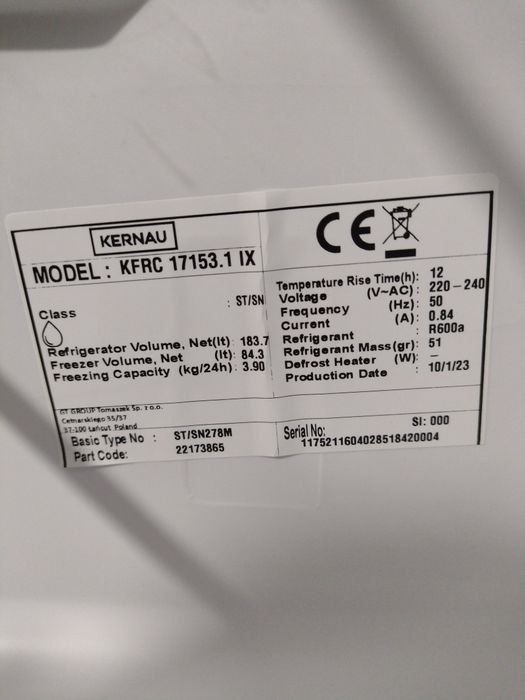 KERNAU
CE
MODEL : KFRC 17153.1 IX
Class : ST/SN
Refrigerator Volume, Net(lt): 183.7
Freezer Volume, Net (lt): 84.3
Freezing Capacity (kg/24h): 3.90
Temperature Rise Time(h): 12
Voltage (V~AC): 220-240
Frequency (Hz): 50
Current (A): 0.84
Refrigerant : R600a
Refrigerant Mass(gr): 51
Defrost Heater (W): –
Production Date : 10/1/23
GT GROUP Tomaszek Sp. z o.o.
Cetnarskiego 35/37
37-100 Łańcut Poland
Basic Type No : ST/SN278M
Part Code: 22173865
SI: 000
Serial No:
1175211604028518420004